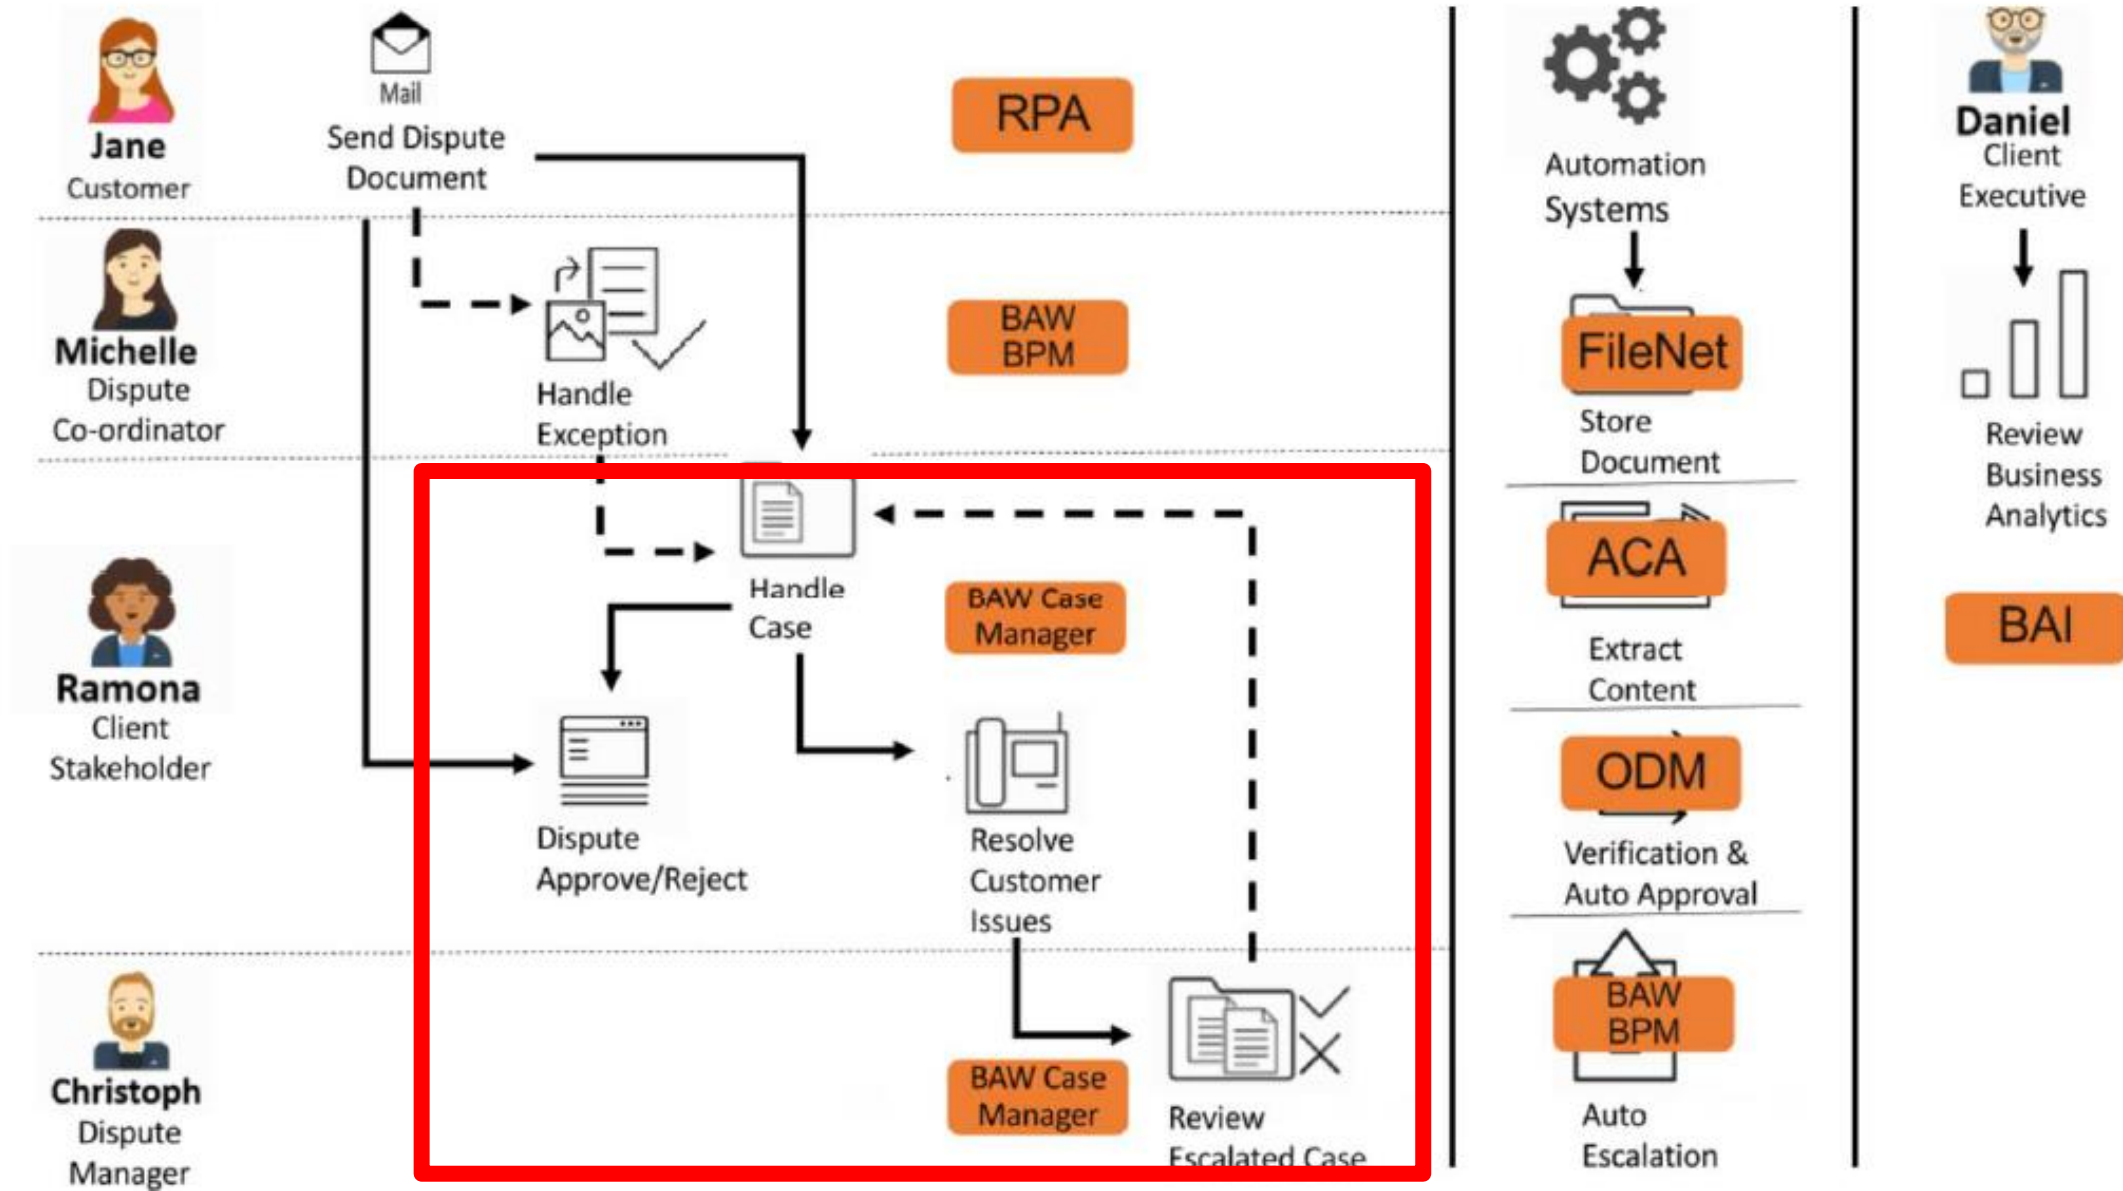 Jane
Customer
Mail
Send Dispute
Document
RPA
Michelle
Dispute
Co-ordinator
Handle
Exception
BAW
BPM
Ramona
Client
Stakeholder
Handle
Case
BAW Case
Manager
Dispute
Approve/Reject
Resolve
Customer
Issues
Christoph
Dispute
Manager
BAW Case
Manager
Review
Escalated Case
Automation
Systems
FileNet
Store
Document
ACA
Extract
Content
ODM
Verification &
Auto Approval
BAW
BPM
Auto
Escalation
Daniel
Client
Executive
Review
Business
Analytics
BAI